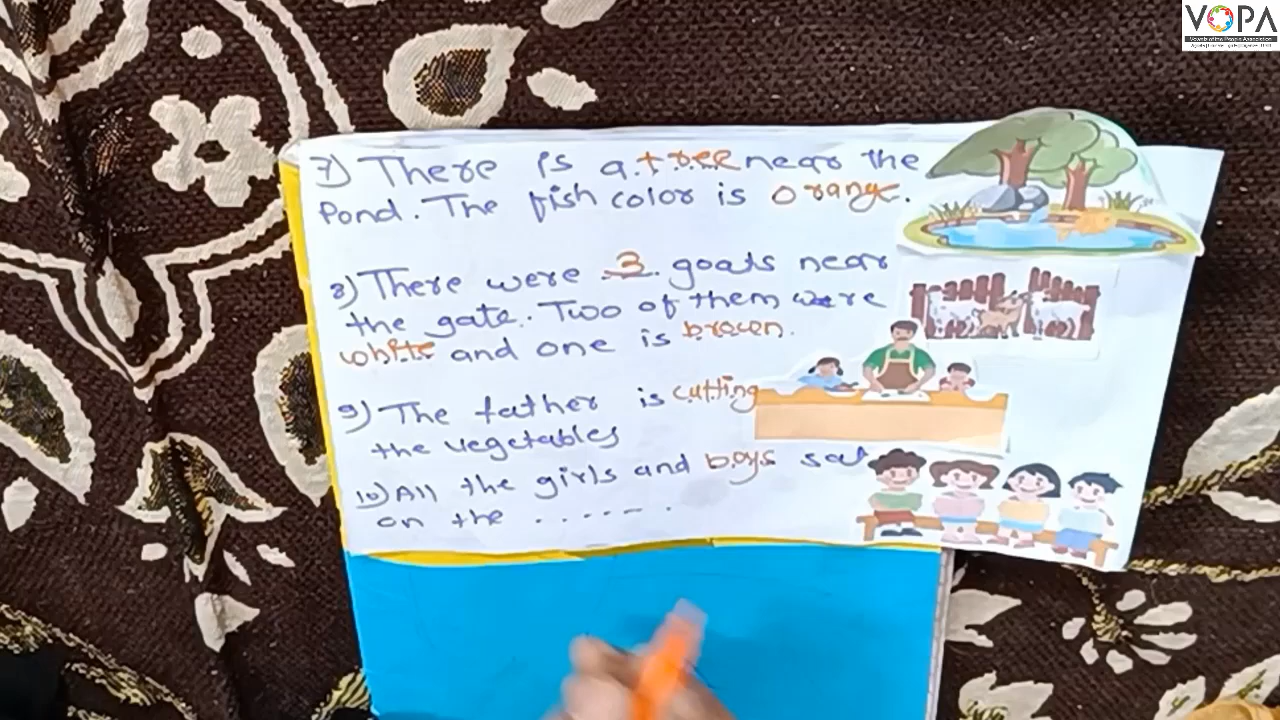 VOPA
7) There is a tree near the
Pond. The fish color is orange.
8) There were 3 goats near
the gate. Two of them were
white and one is brown.
9) The father is cutting
the vegetables
10) All the girls and boys sat
on the ......